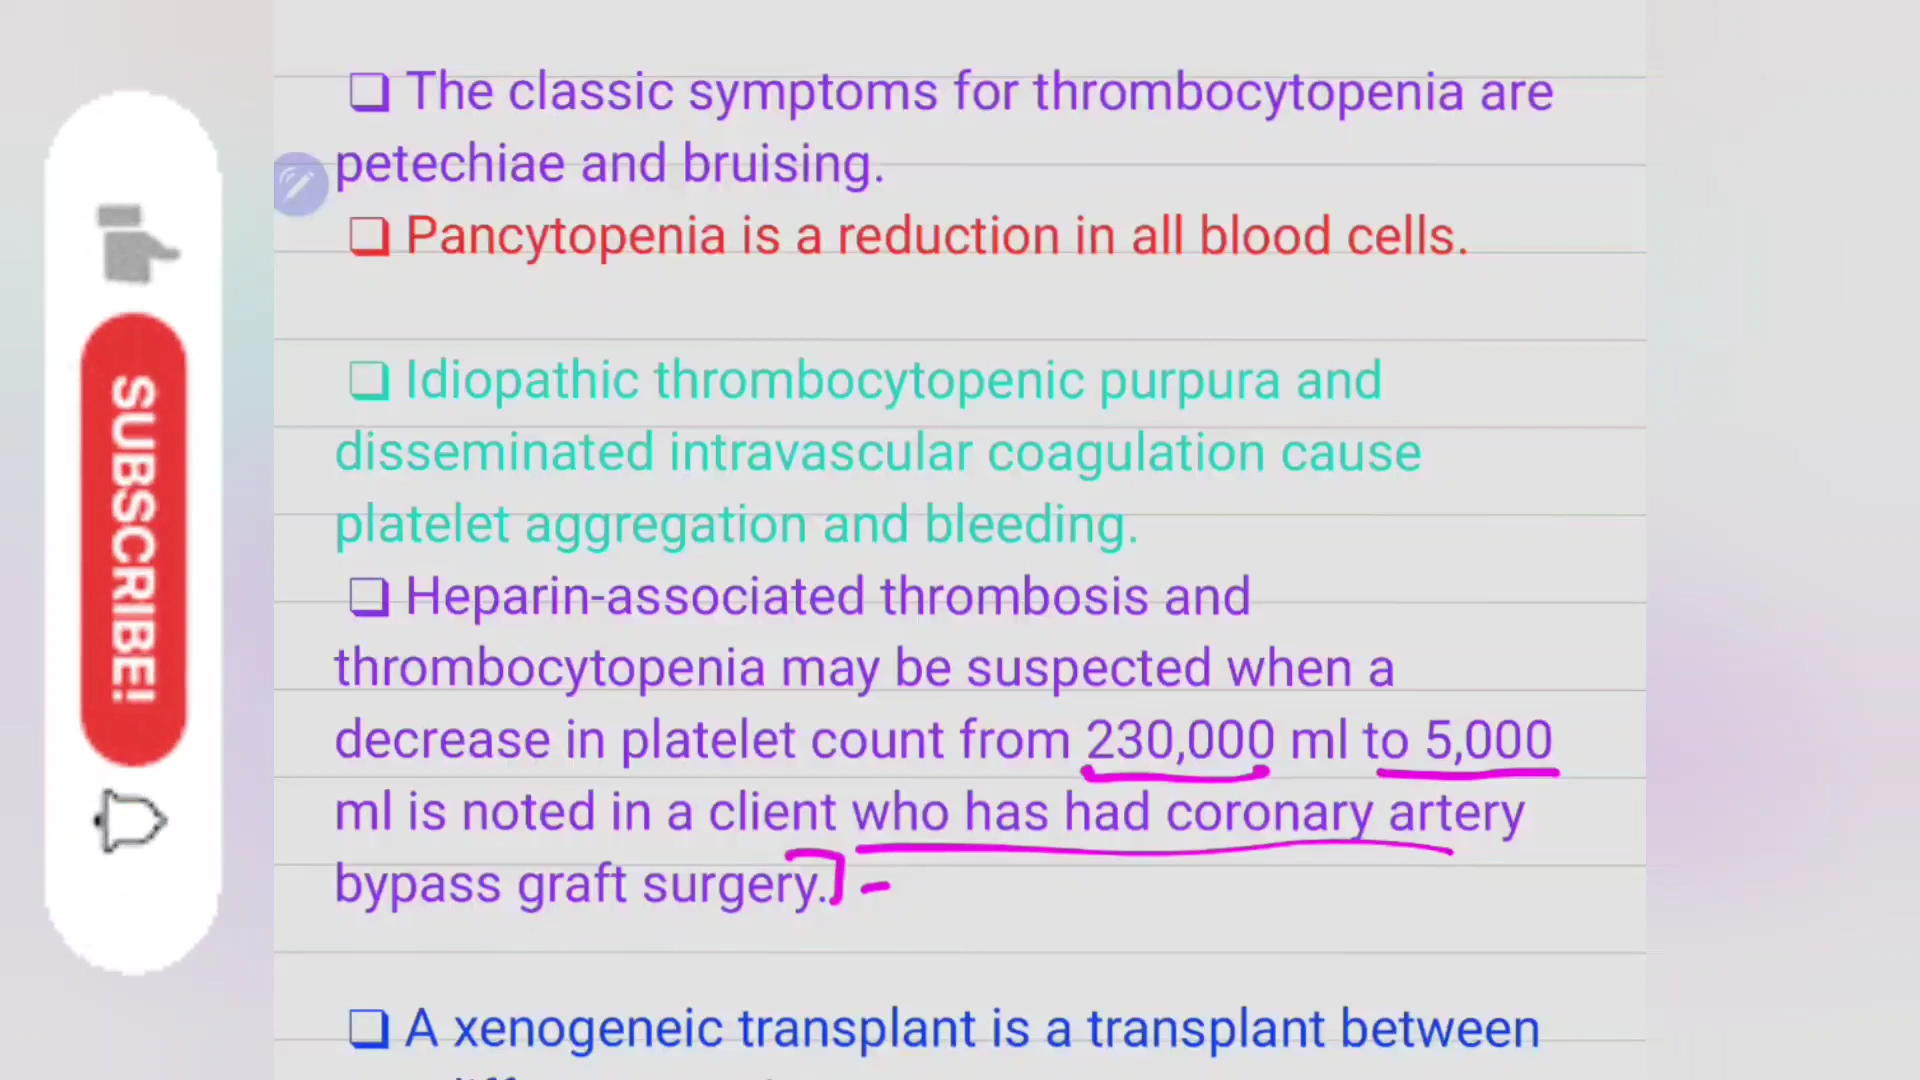 ❑ The classic symptoms for thrombocytopenia are
petechiae and bruising.
❑ Pancytopenia is a reduction in all blood cells.
❑ Idiopathic thrombocytopenic purpura and
disseminated intravascular coagulation cause
platelet aggregation and bleeding.
❑ Heparin-associated thrombosis and
thrombocytopenia may be suspected when a
decrease in platelet count from 230,000 ml to 5,000
ml is noted in a client who has had coronary artery
bypass graft surgery.
❑ A xenogeneic transplant is a transplant between
SUBSCRIBE!